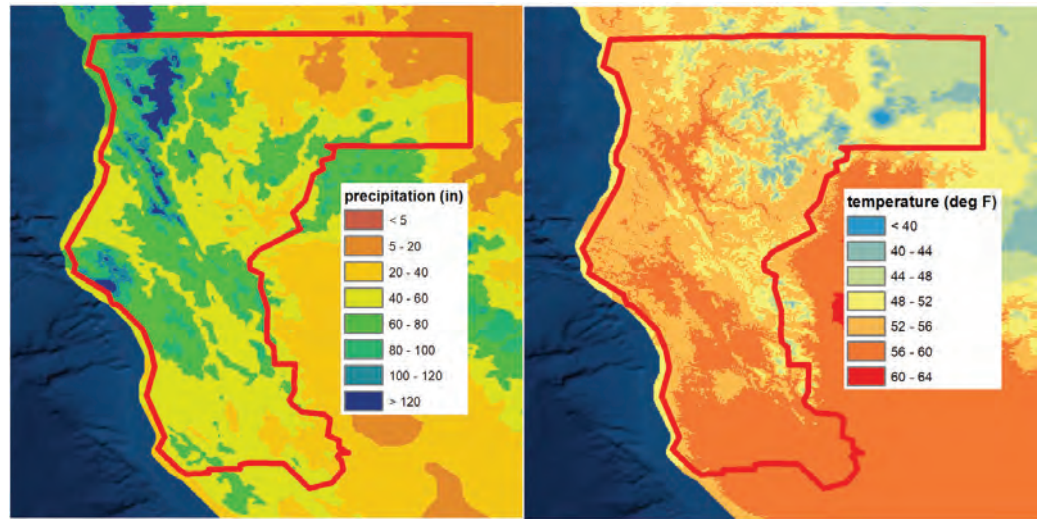 precipitation (in)
< 5
5 - 20
20 - 40
40 - 60
60 - 80
80 - 100
100 - 120
> 120
temperature (deg F)
< 40
40 - 44
44 - 48
48 - 52
52 - 56
56 - 60
60 - 64